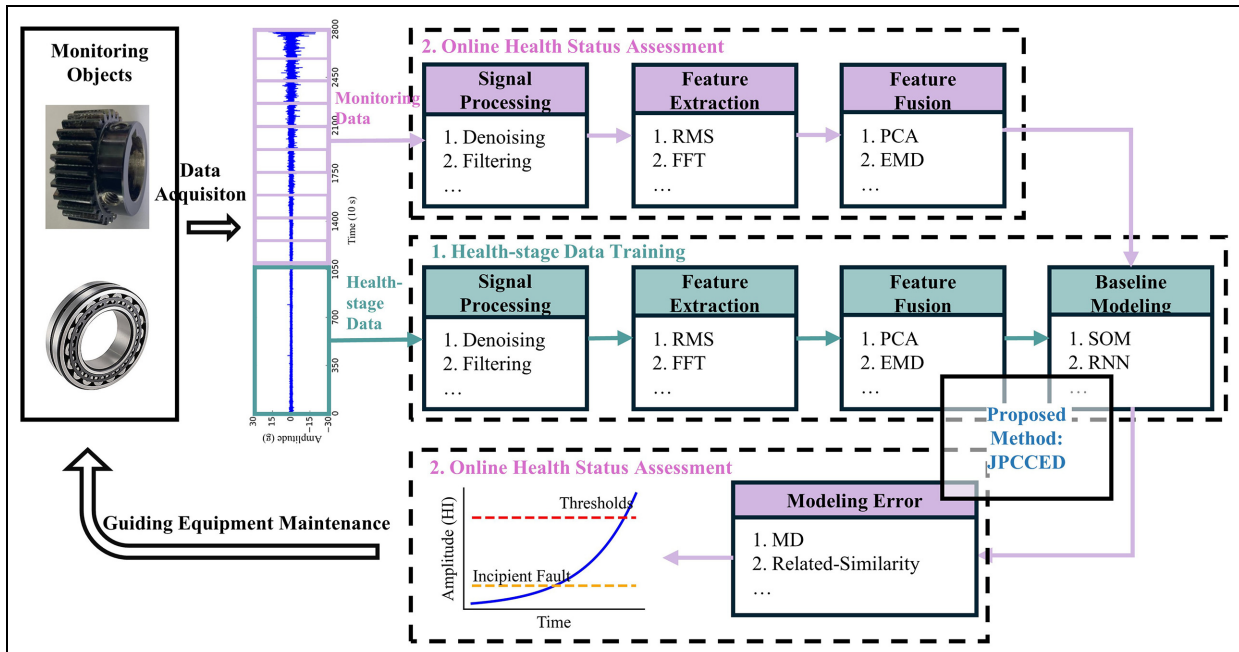 Monitoring
Objects
Data
Acquisiton
2800
2450
2100
1750
1400
1050
700
350
0
Time (10 s)
30
15
0
−15
−30
Amplitude (g)
Monitoring
Data
Health-
stage
Data
2. Online Health Status Assessment
Signal
Processing
1. Denoising
2. Filtering
…
Feature
Extraction
1. RMS
2. FFT
…
Feature
Fusion
1. PCA
2. EMD
…
1. Health-stage Data Training
Signal
Processing
1. Denoising
2. Filtering
…
Feature
Extraction
1. RMS
2. FFT
…
Feature
Fusion
1. PCA
2. EMD
…
Baseline
Modeling
1. SOM
2. RNN
…
Proposed
Method:
JPCCED
2. Online Health Status Assessment
Amplitude (HI)
Thresholds
Incipient Fault
Time
Modeling Error
1. MD
2. Related-Similarity
…
Guiding Equipment Maintenance